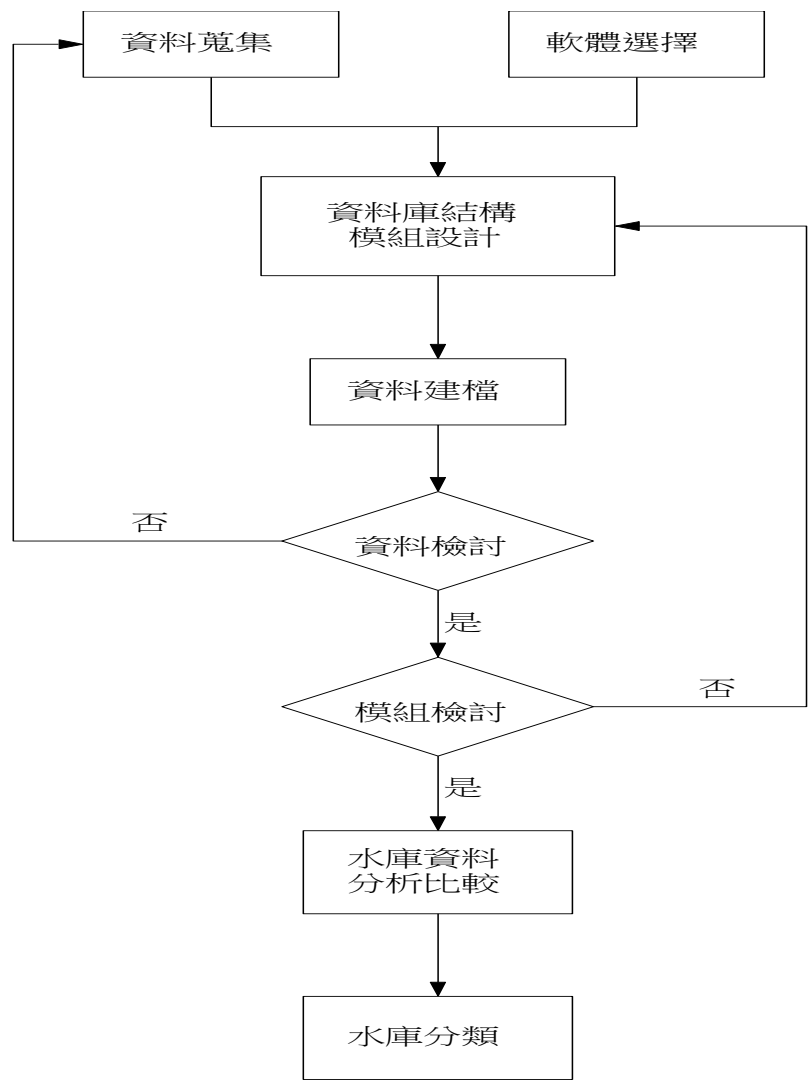 資料蒐集
軟體選擇
資料庫結構
模組設計
資料建檔
否
資料檢討
是
否
模組檢討
是
水庫資料
分析比較
水庫分類